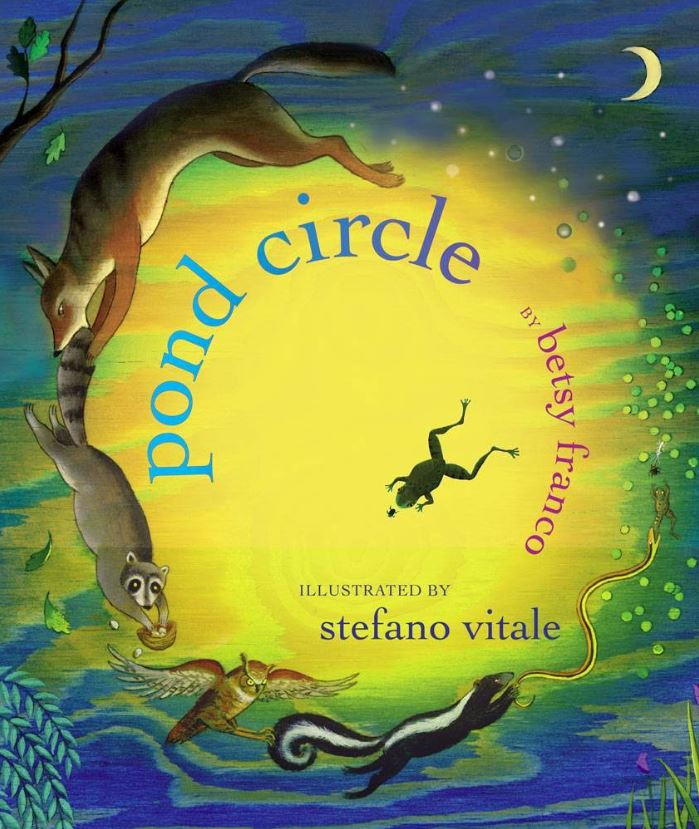 pond circle
BY betsy franco
ILLUSTRATED BY
stefano vitale